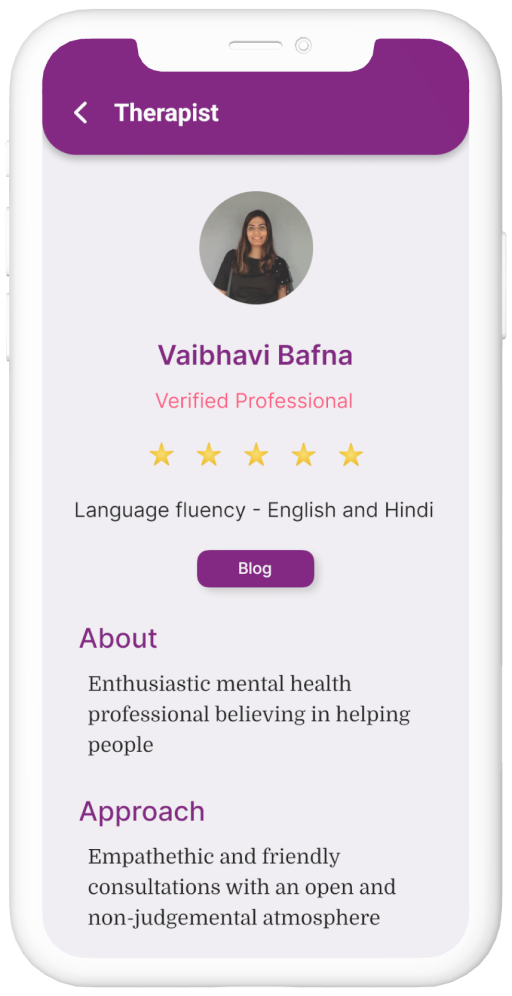 Therapist
Vaibhavi Bafna
Verified Professional
Language fluency - English and Hindi
Blog
About
Enthusiastic mental health
professional believing in helping
people
Approach
Empathethic and friendly
consultations with an open and
non-judgemental atmosphere